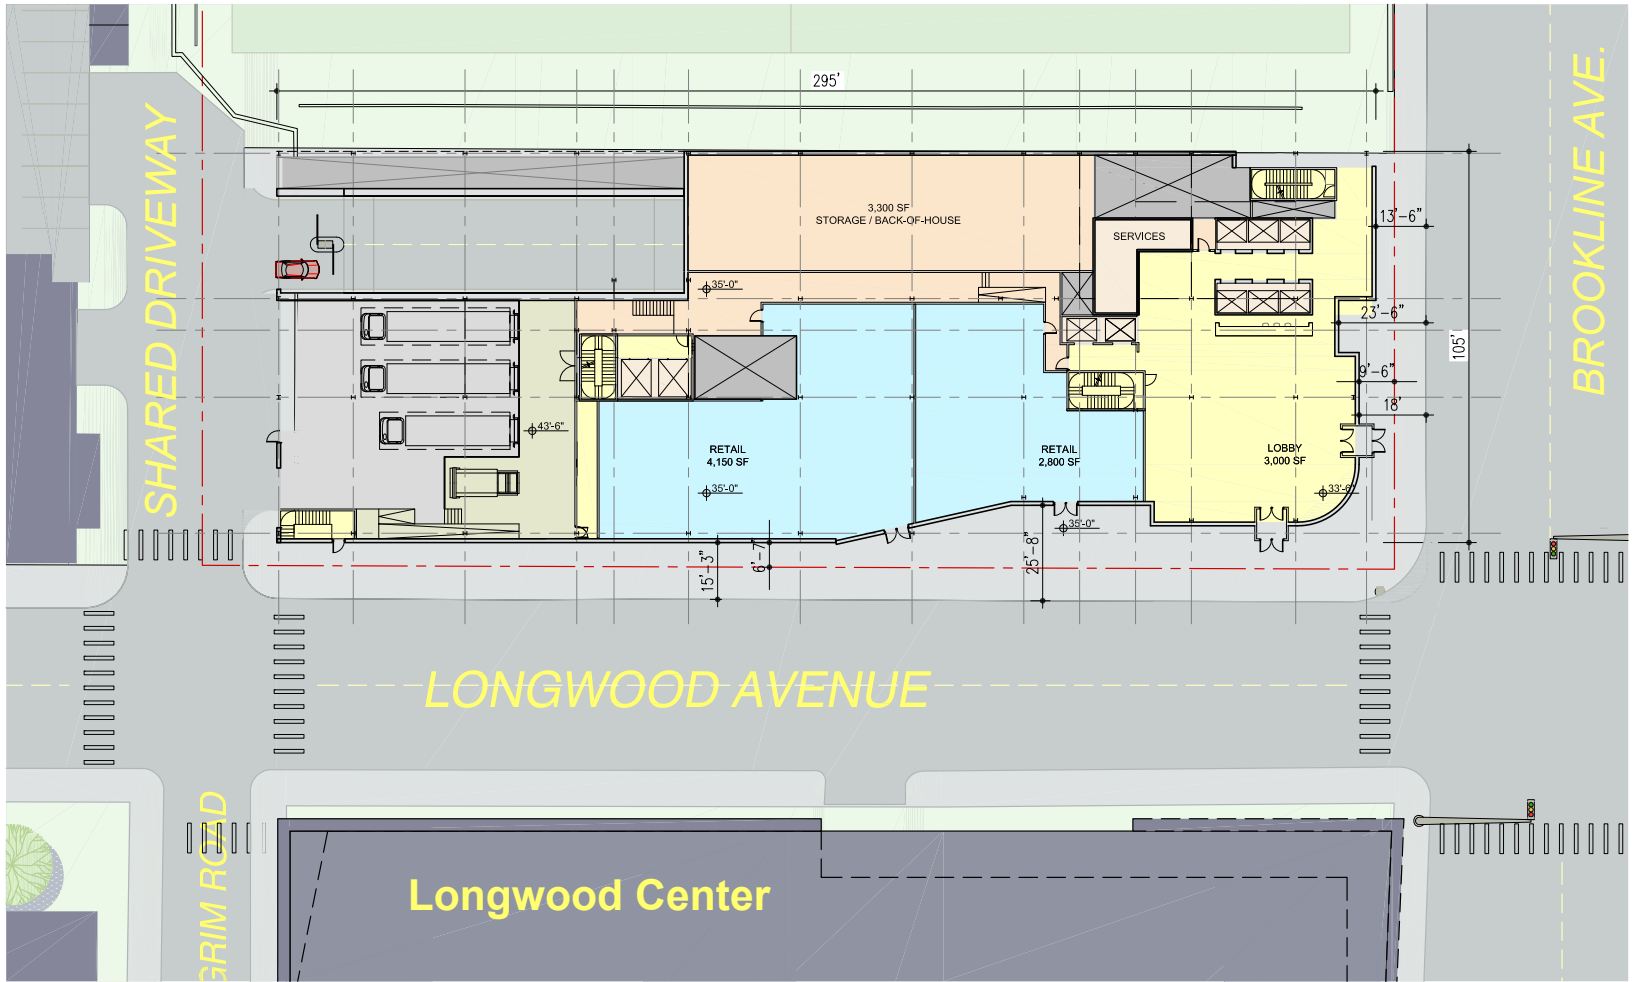 295'
SHARED DRIVEWAY
BROOKLINE AVE.
3,300 SF
STORAGE / BACK-OF-HOUSE
SERVICES
13'-6"
35'-0"
23'-6"
105'
9'-6"
18'
43'-6"
RETAIL
4,150 SF
35'-0"
RETAIL
2,800 SF
LOBBY
3,000 SF
33'-6"
35'-0"
15'-3"
6'-7"
25'-8"
LONGWOOD AVENUE
GRIM ROAD
Longwood Center